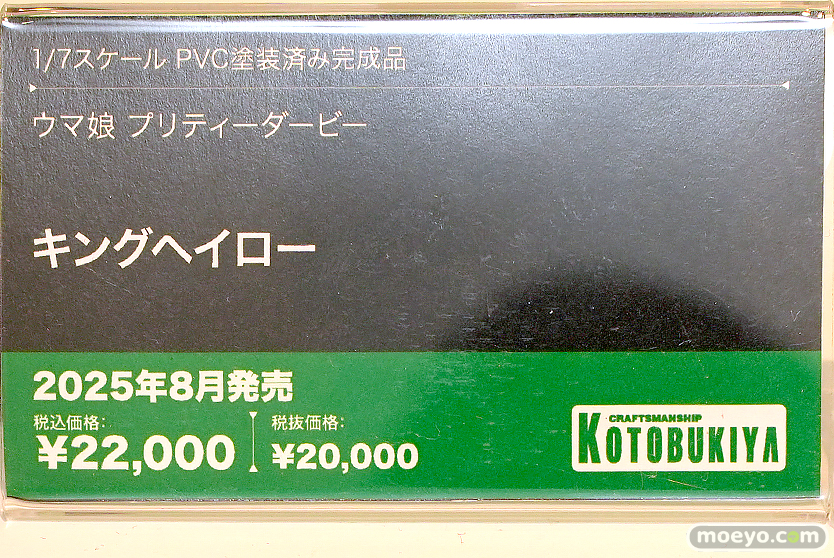 1/7スケール PVC塗装済み完成品
ウマ娘 プリティーダービー
キングヘイロー
2025年8月発売
税込価格: 税抜価格:
¥22,000 ¥20,000
CRAFTSMANSHIP
KOTOBUKIYA
moeyo.com